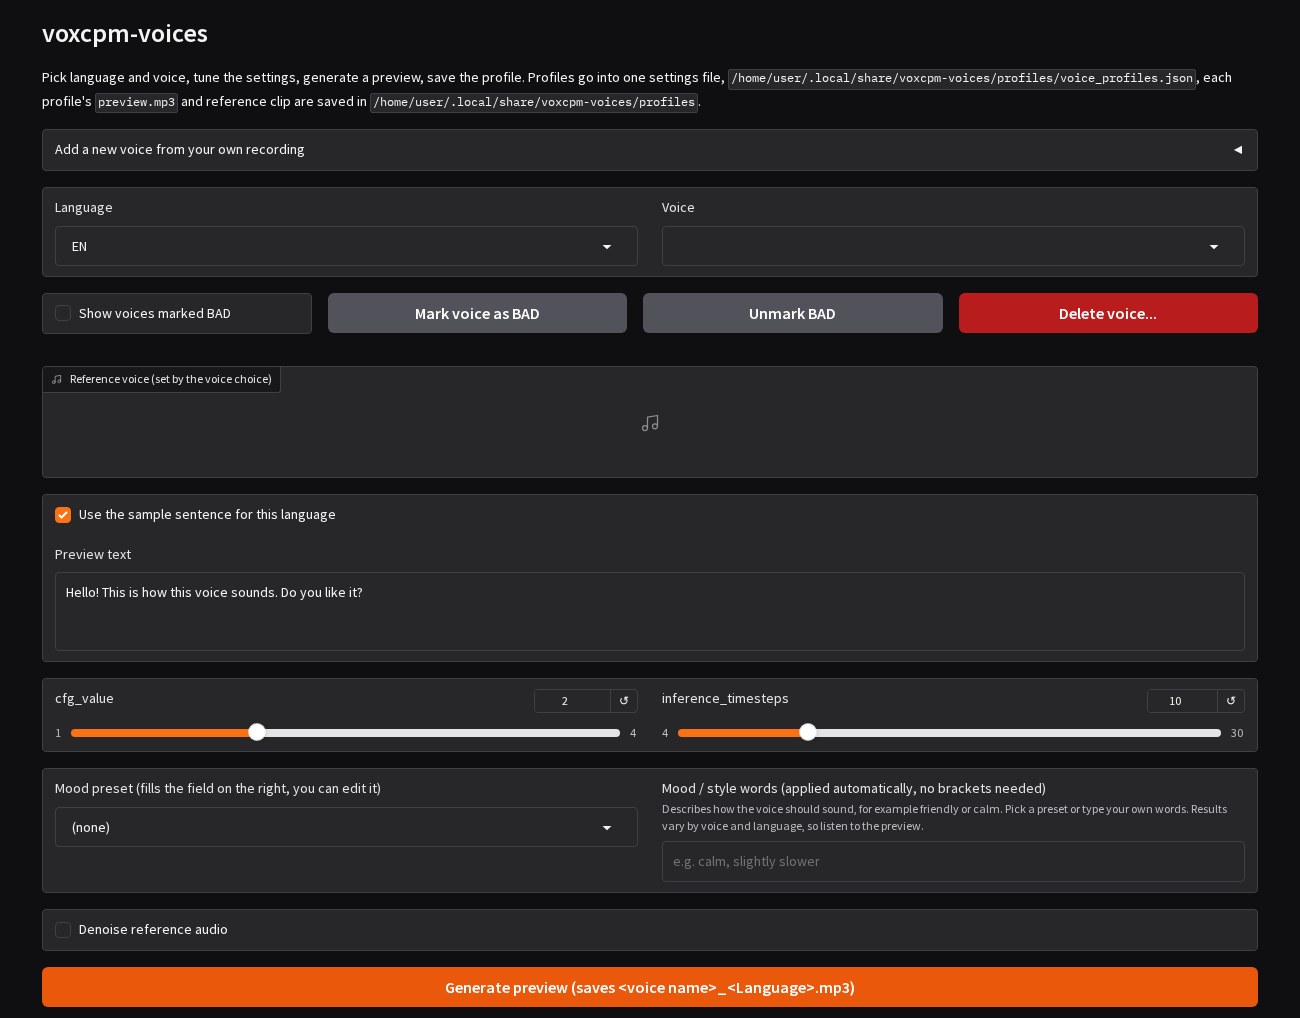 voxcpm-voices
Pick language and voice, tune the settings, generate a preview, save the profile. Profiles go into one settings file, /home/user/.local/share/voxcpm-voices/profiles/voice_profiles.json, each
profile's preview.mp3 and reference clip are saved in /home/user/.local/share/voxcpm-voices/profiles.
Add a new voice from your own recording
Language
Voice
EN
Show voices marked BAD
Mark voice as BAD
Unmark BAD
Delete voice...
Reference voice (set by the voice choice)
Use the sample sentence for this language
Preview text
Hello! This is how this voice sounds. Do you like it?
cfg_value
2
inference_timesteps
10
1
4
4
30
Mood preset (fills the field on the right, you can edit it)
(none)
Mood / style words (applied automatically, no brackets needed)
Describes how the voice should sound, for example friendly or calm. Pick a preset or type your own words. Results
vary by voice and language, so listen to the preview.
e.g. calm, slightly slower
Denoise reference audio
Generate preview (saves <voice name>_<Language>.mp3)